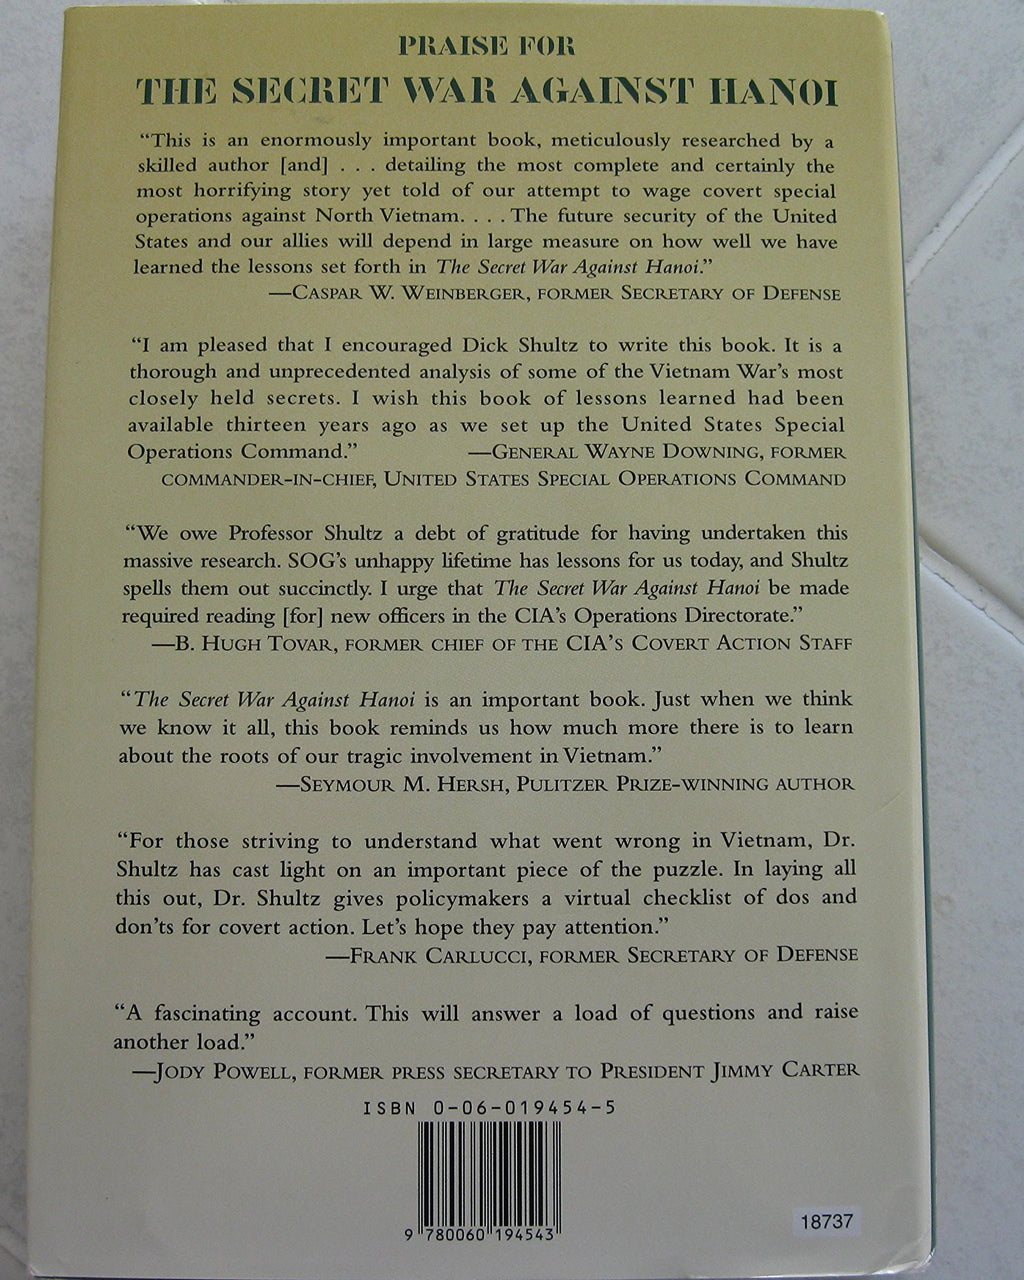 PRAISE FOR
THE SECRET WAR AGAINST HANOI
“This is an enormously important book, meticulously researched by a
skilled author [and] . . . detailing the most complete and certainly the
most horrifying story yet told of our attempt to wage covert special
operations against North Vietnam. . . . The future security of the United
States and our allies will depend in large measure on how well we have
learned the lessons set forth in The Secret War Against Hanoi.”
—CASPAR W. WEINBERGER, FORMER SECRETARY OF DEFENSE
“I am pleased that I encouraged Dick Shultz to write this book. It is a
thorough and unprecedented analysis of some of the Vietnam War’s most
closely held secrets. I wish this book of lessons learned had been
available thirteen years ago as we set up the United States Special
Operations Command.” —GENERAL WAYNE DOWNING, FORMER
COMMANDER-IN-CHIEF, UNITED STATES SPECIAL OPERATIONS COMMAND
“We owe Professor Shultz a debt of gratitude for having undertaken this
massive research. SOG’s unhappy lifetime has lessons for us today, and Shultz
spells them out succinctly. I urge that The Secret War Against Hanoi be made
required reading [for] new officers in the CIA’s Operations Directorate.”
—B. HUGH TOVAR, FORMER CHIEF OF THE CIA’S COVERT ACTION STAFF
“The Secret War Against Hanoi is an important book. Just when we think
we know it all, this book reminds us how much more there is to learn
about the roots of our tragic involvement in Vietnam.”
—SEYMOUR M. HERSH, PULITZER PRIZE-WINNING AUTHOR
“For those striving to understand what went wrong in Vietnam, Dr.
Shultz has cast light on an important piece of the puzzle. In laying all
this out, Dr. Shultz gives policymakers a virtual checklist of dos and
don’ts for covert action. Let’s hope they pay attention.”
—FRANK CARLUCCI, FORMER SECRETARY OF DEFENSE
“A fascinating account. This will answer a load of questions and raise
another load.”
—JODY POWELL, FORMER PRESS SECRETARY TO PRESIDENT JIMMY CARTER
ISBN 0-06-019454-5
9 780060 194543
18737